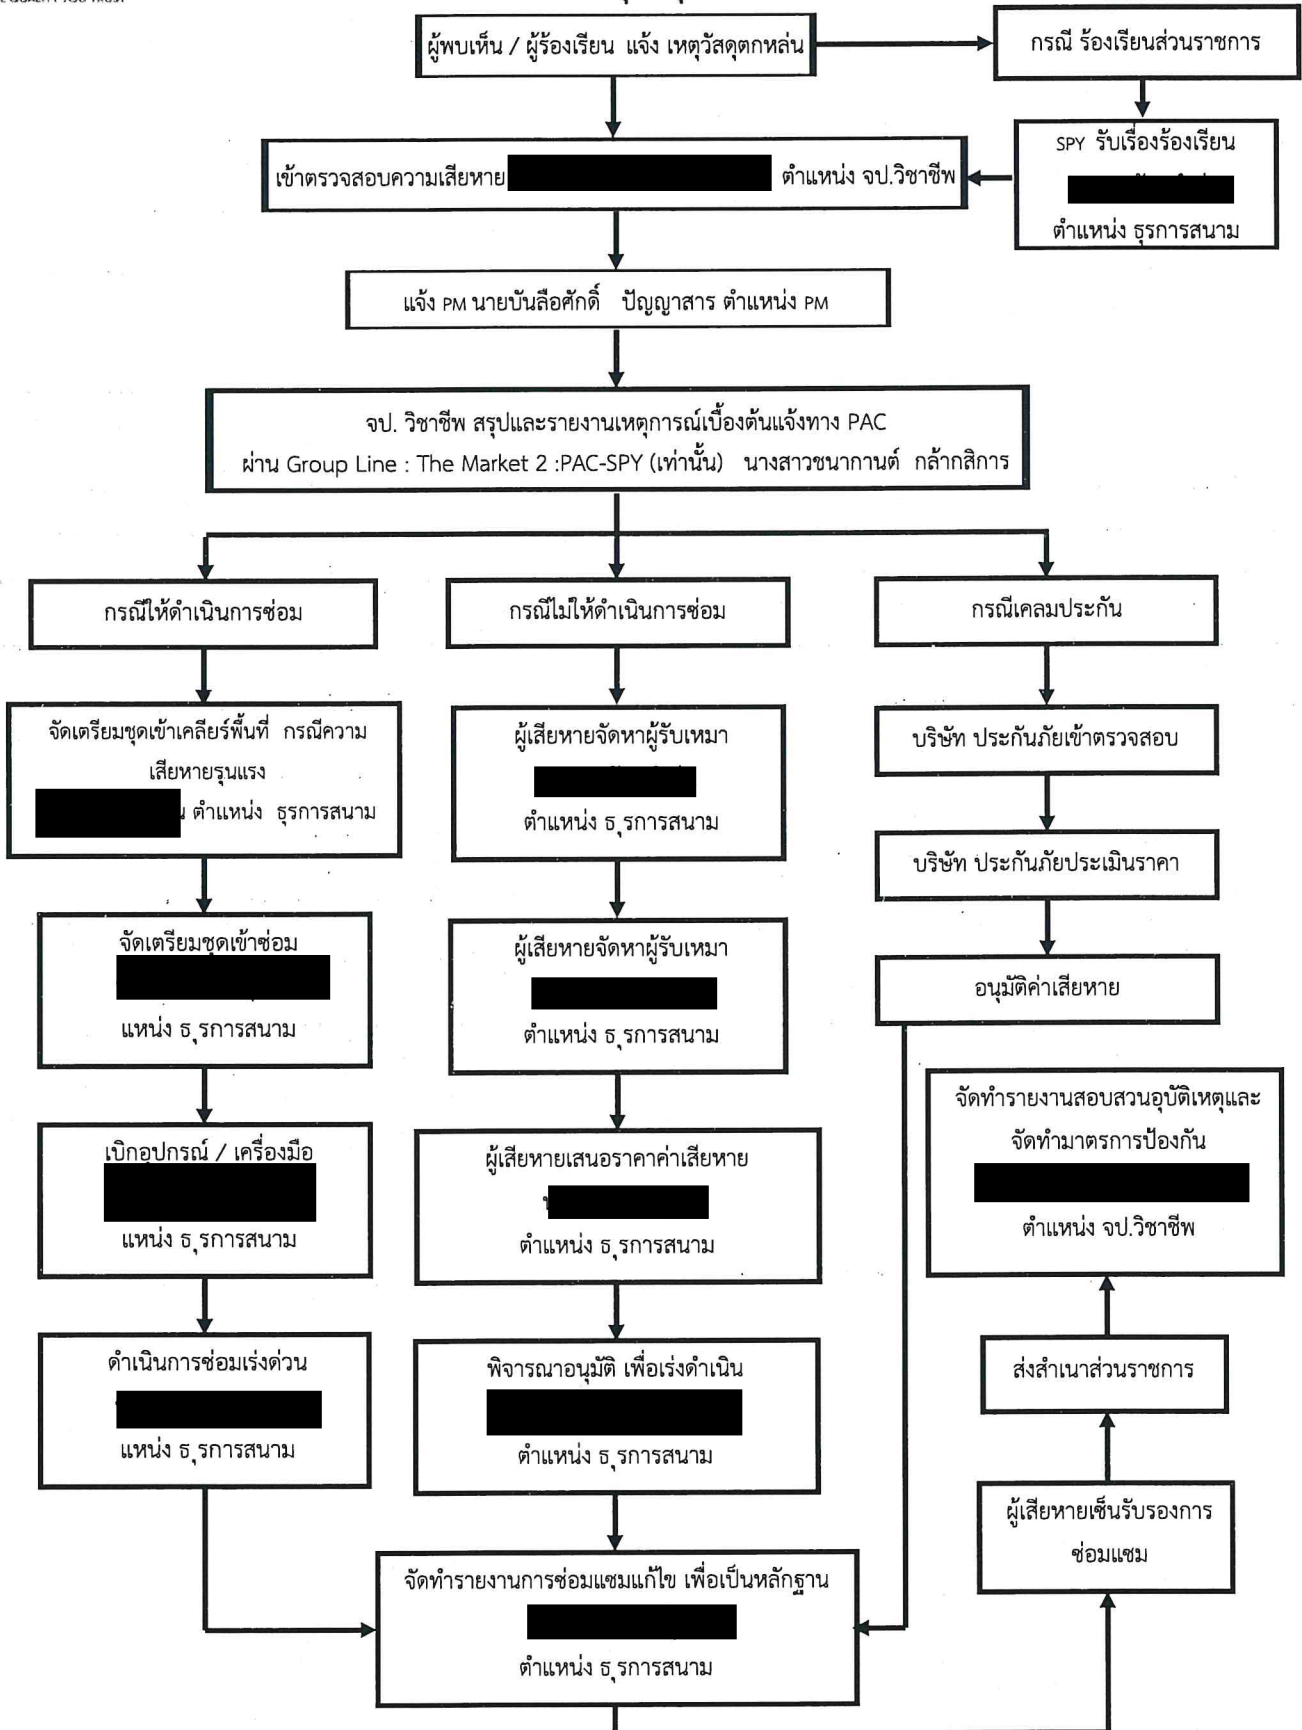 ผู้พบเห็น / ผู้ร้องเรียน แจ้ง เหตุวัสดุตกหล่น
กรณี ร้องเรียนส่วนราชการ
SPY รับเรื่องร้องเรียน
ตำแหน่ง ธุรการสนาม
เข้าตรวจสอบความเสียหาย ตำแหน่ง จป.วิชาชีพ
แจ้ง PM นายบันลือศักดิ์ ปัญญาสาร ตำแหน่ง PM
จป. วิชาชีพ สรุปและรายงานเหตุการณ์เบื้องต้นแจ้งทาง PAC
ผ่าน Group Line : The Market 2 :PAC-SPY (เท่านั้น) นางสาวชนากานต์ กล้ากสิการ
กรณีให้ดำเนินการซ่อม
จัดเตรียมชุดเข้าเคลียร์พื้นที่ กรณีความ
เสียหายรุนแรง
ตำแหน่ง ธุรการสนาม
จัดเตรียมชุดเข้าซ่อม
แหน่ง ธุรการสนาม
เบิกอุปกรณ์ / เครื่องมือ
แหน่ง ธุรการสนาม
ดำเนินการซ่อมเร่งด่วน
แหน่ง ธุรการสนาม
กรณีไม่ให้ดำเนินการซ่อม
ผู้เสียหายจัดหาผู้รับเหมา
ตำแหน่ง ธุรการสนาม
ผู้เสียหายจัดหาผู้รับเหมา
ตำแหน่ง ธุรการสนาม
ผู้เสียหายเสนอราคาค่าเสียหาย
ตำแหน่ง ธุรการสนาม
พิจารณาอนุมัติ เพื่อเร่งดำเนิน
ตำแหน่ง ธุรการสนาม
กรณีเคลมประกัน
บริษัท ประกันภัยเข้าตรวจสอบ
บริษัท ประกันภัยประเมินราคา
อนุมัติค่าเสียหาย
จัดทำรายงานการซ่อมแซมแก้ไข เพื่อเป็นหลักฐาน
ตำแหน่ง ธุรการสนาม
ผู้เสียหายเซ็นรับรองการ
ซ่อมแซม
ส่งสำเนาส่วนราชการ
จัดทำรายงานสอบสวนอุบัติเหตุและ
จัดทำมาตรการป้องกัน
ตำแหน่ง จป.วิชาชีพ